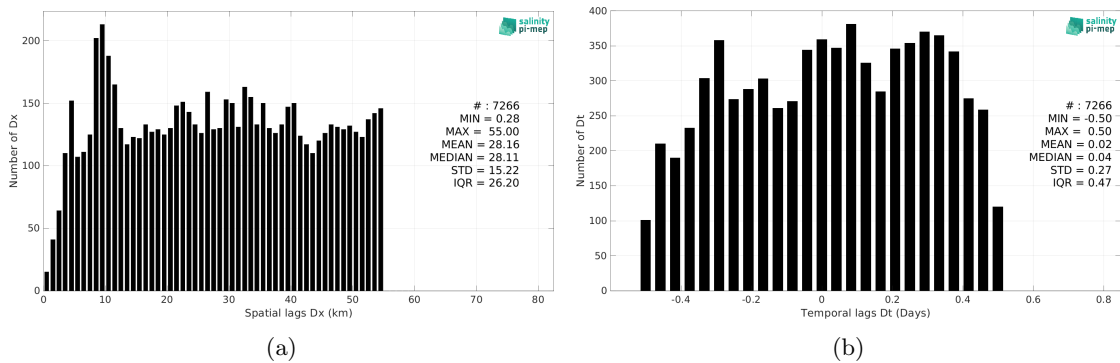 salinity
pi-mep
200
150
100
50
0
Number of Dx
# : 7266
MIN = 0.28
MAX = 55.00
MEAN = 28.16
MEDIAN = 28.11
STD = 15.22
IQR = 26.20
0 10 20 30 40 50 60 70 80
Spatial lags Dx (km)
(a)
salinity
pi-mep
400
350
300
250
200
150
100
50
0
Number of Dt
# : 7266
MIN = -0.50
MAX = 0.50
MEAN = 0.02
MEDIAN = 0.04
STD = 0.27
IQR = 0.47
-0.4 -0.2 0 0.2 0.4 0.6 0.8
Temporal lags Dt (Days)
(b)